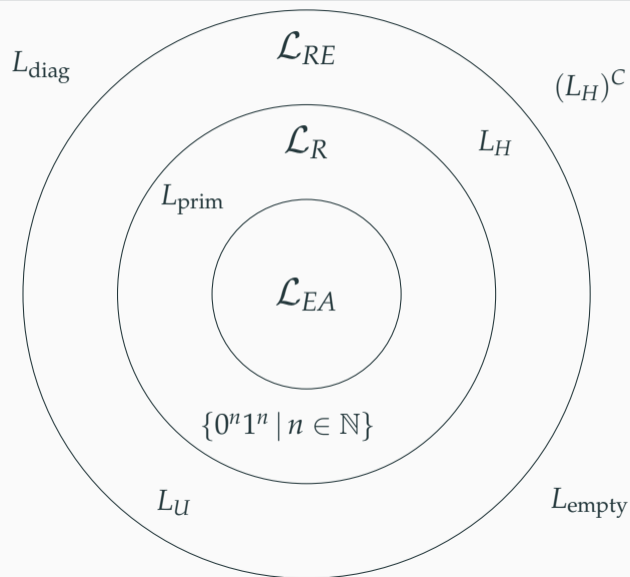 ℒ_RE
L_diag
(L_H)^C
ℒ_R
L_H
L_prim
ℒ_EA
{0^n1^n | n ∈ ℕ}
L_U
L_empty